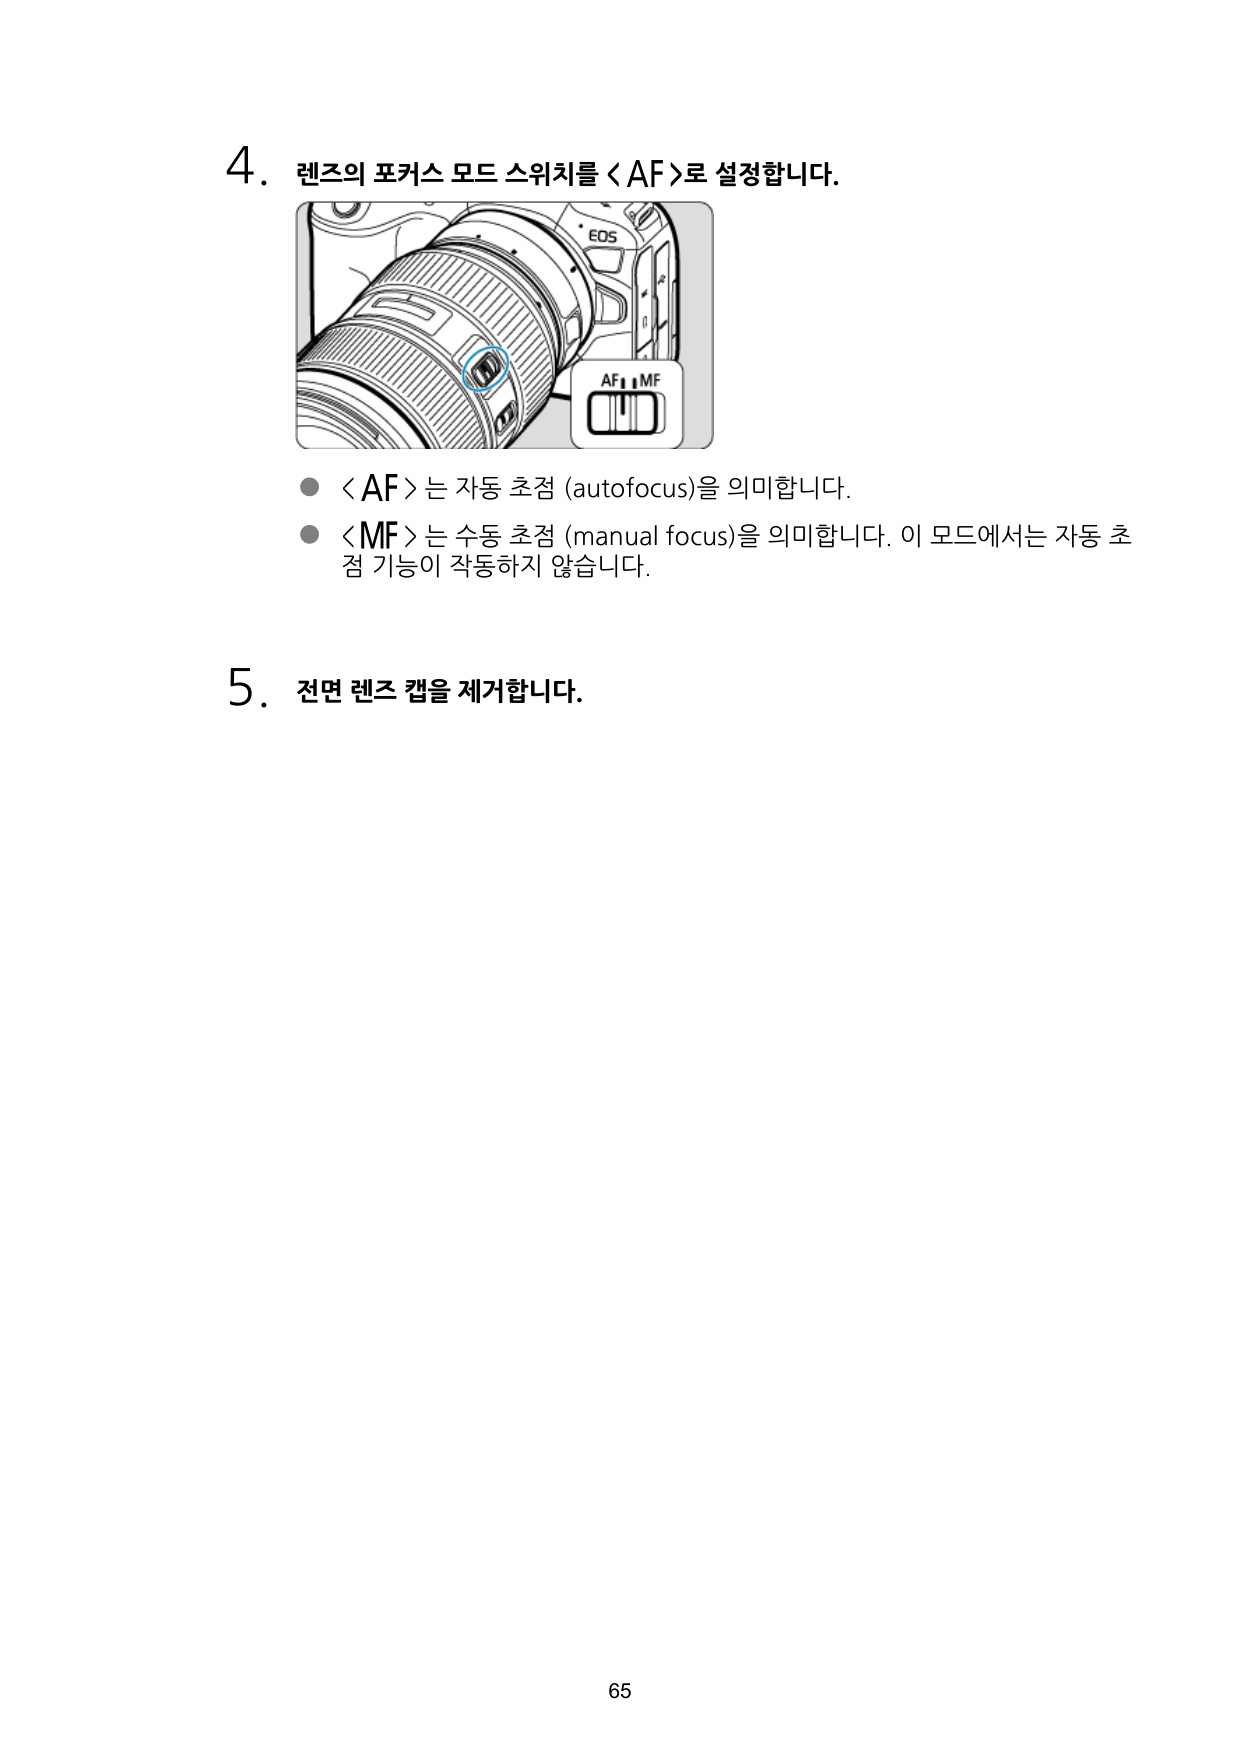 4. 렌즈의 포커스 모드 스위치를 <AF>로 설정합니다.
EOS
AF MF
● <AF> 는 자동 초점 (autofocus)을 의미합니다.
● <MF> 는 수동 초점 (manual focus)을 의미합니다. 이 모드에서는 자동 초
점 기능이 작동하지 않습니다.
5. 전면 렌즈 캡을 제거합니다.
65